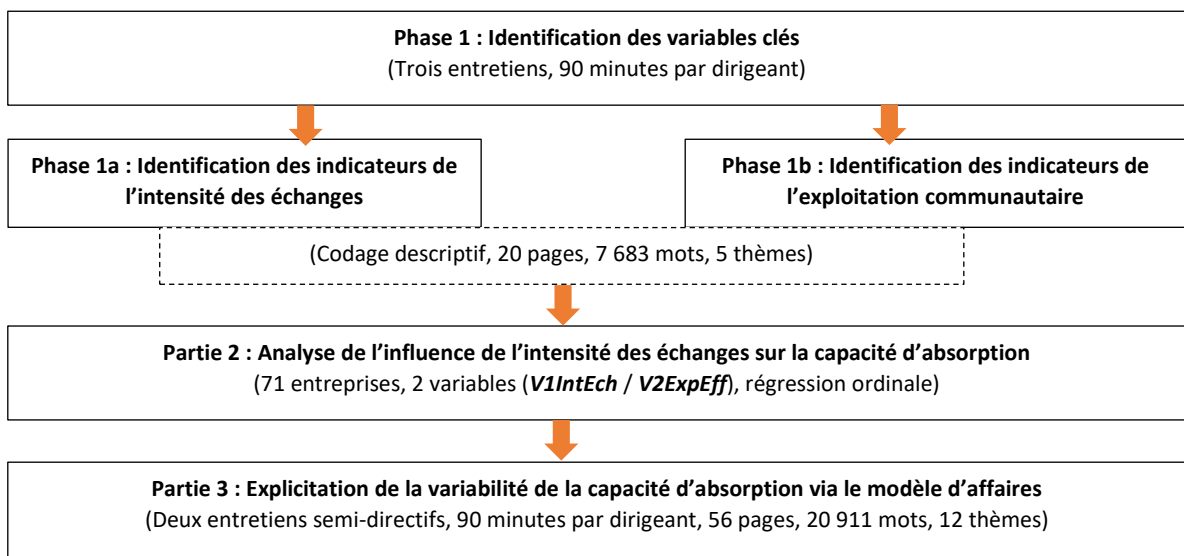 Phase 1 : Identification des variables clés
(Trois entretiens, 90 minutes par dirigeant)
Phase 1a : Identification des indicateurs de
l’intensité des échanges
Phase 1b : Identification des indicateurs de
l’exploitation communautaire
(Codage descriptif, 20 pages, 7 683 mots, 5 thèmes)
Partie 2 : Analyse de l’influence de l’intensité des échanges sur la capacité d’absorption
(71 entreprises, 2 variables (V1IntEch / V2ExpEff), régression ordinale)
Partie 3 : Explicitation de la variabilité de la capacité d’absorption via le modèle d’affaires
(Deux entretiens semi-directifs, 90 minutes par dirigeant, 56 pages, 20 911 mots, 12 thèmes)